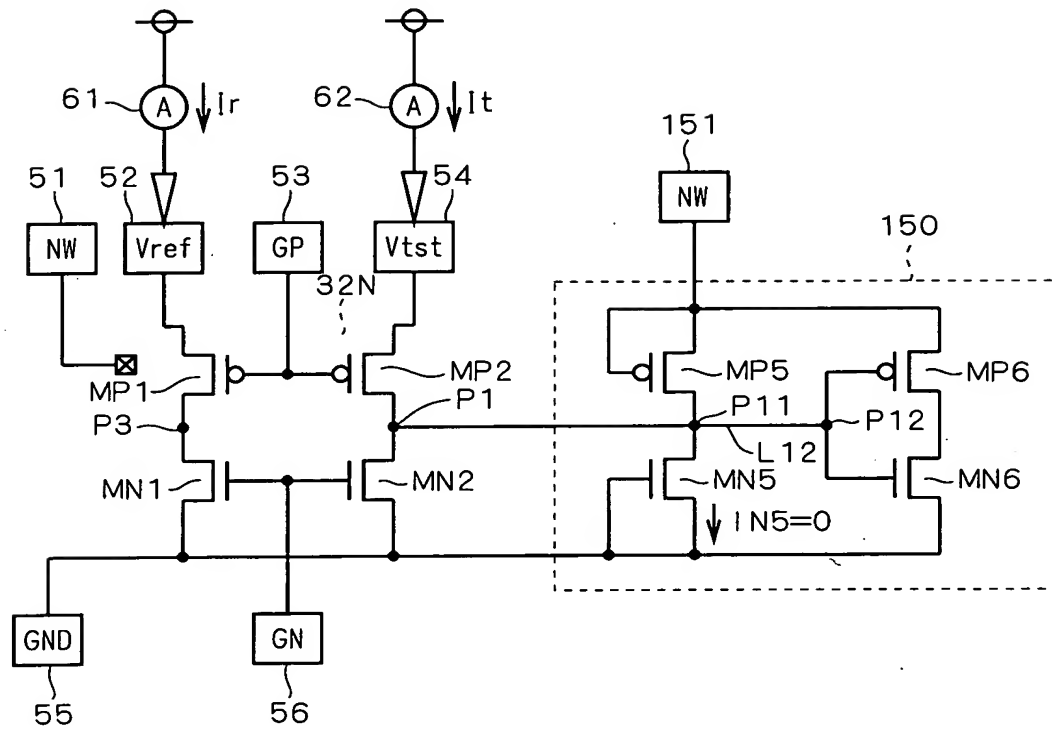 61
A
Ir
62
A
It
151
51
52
53
54
NW
150
NW
Vref
GP
Vtst
32N
MP1
MP2
MP5
MP6
P3
P1
P11
P12
L12
MN1
MN2
MN5
MN6
IN5=0
GND
GN
55
56